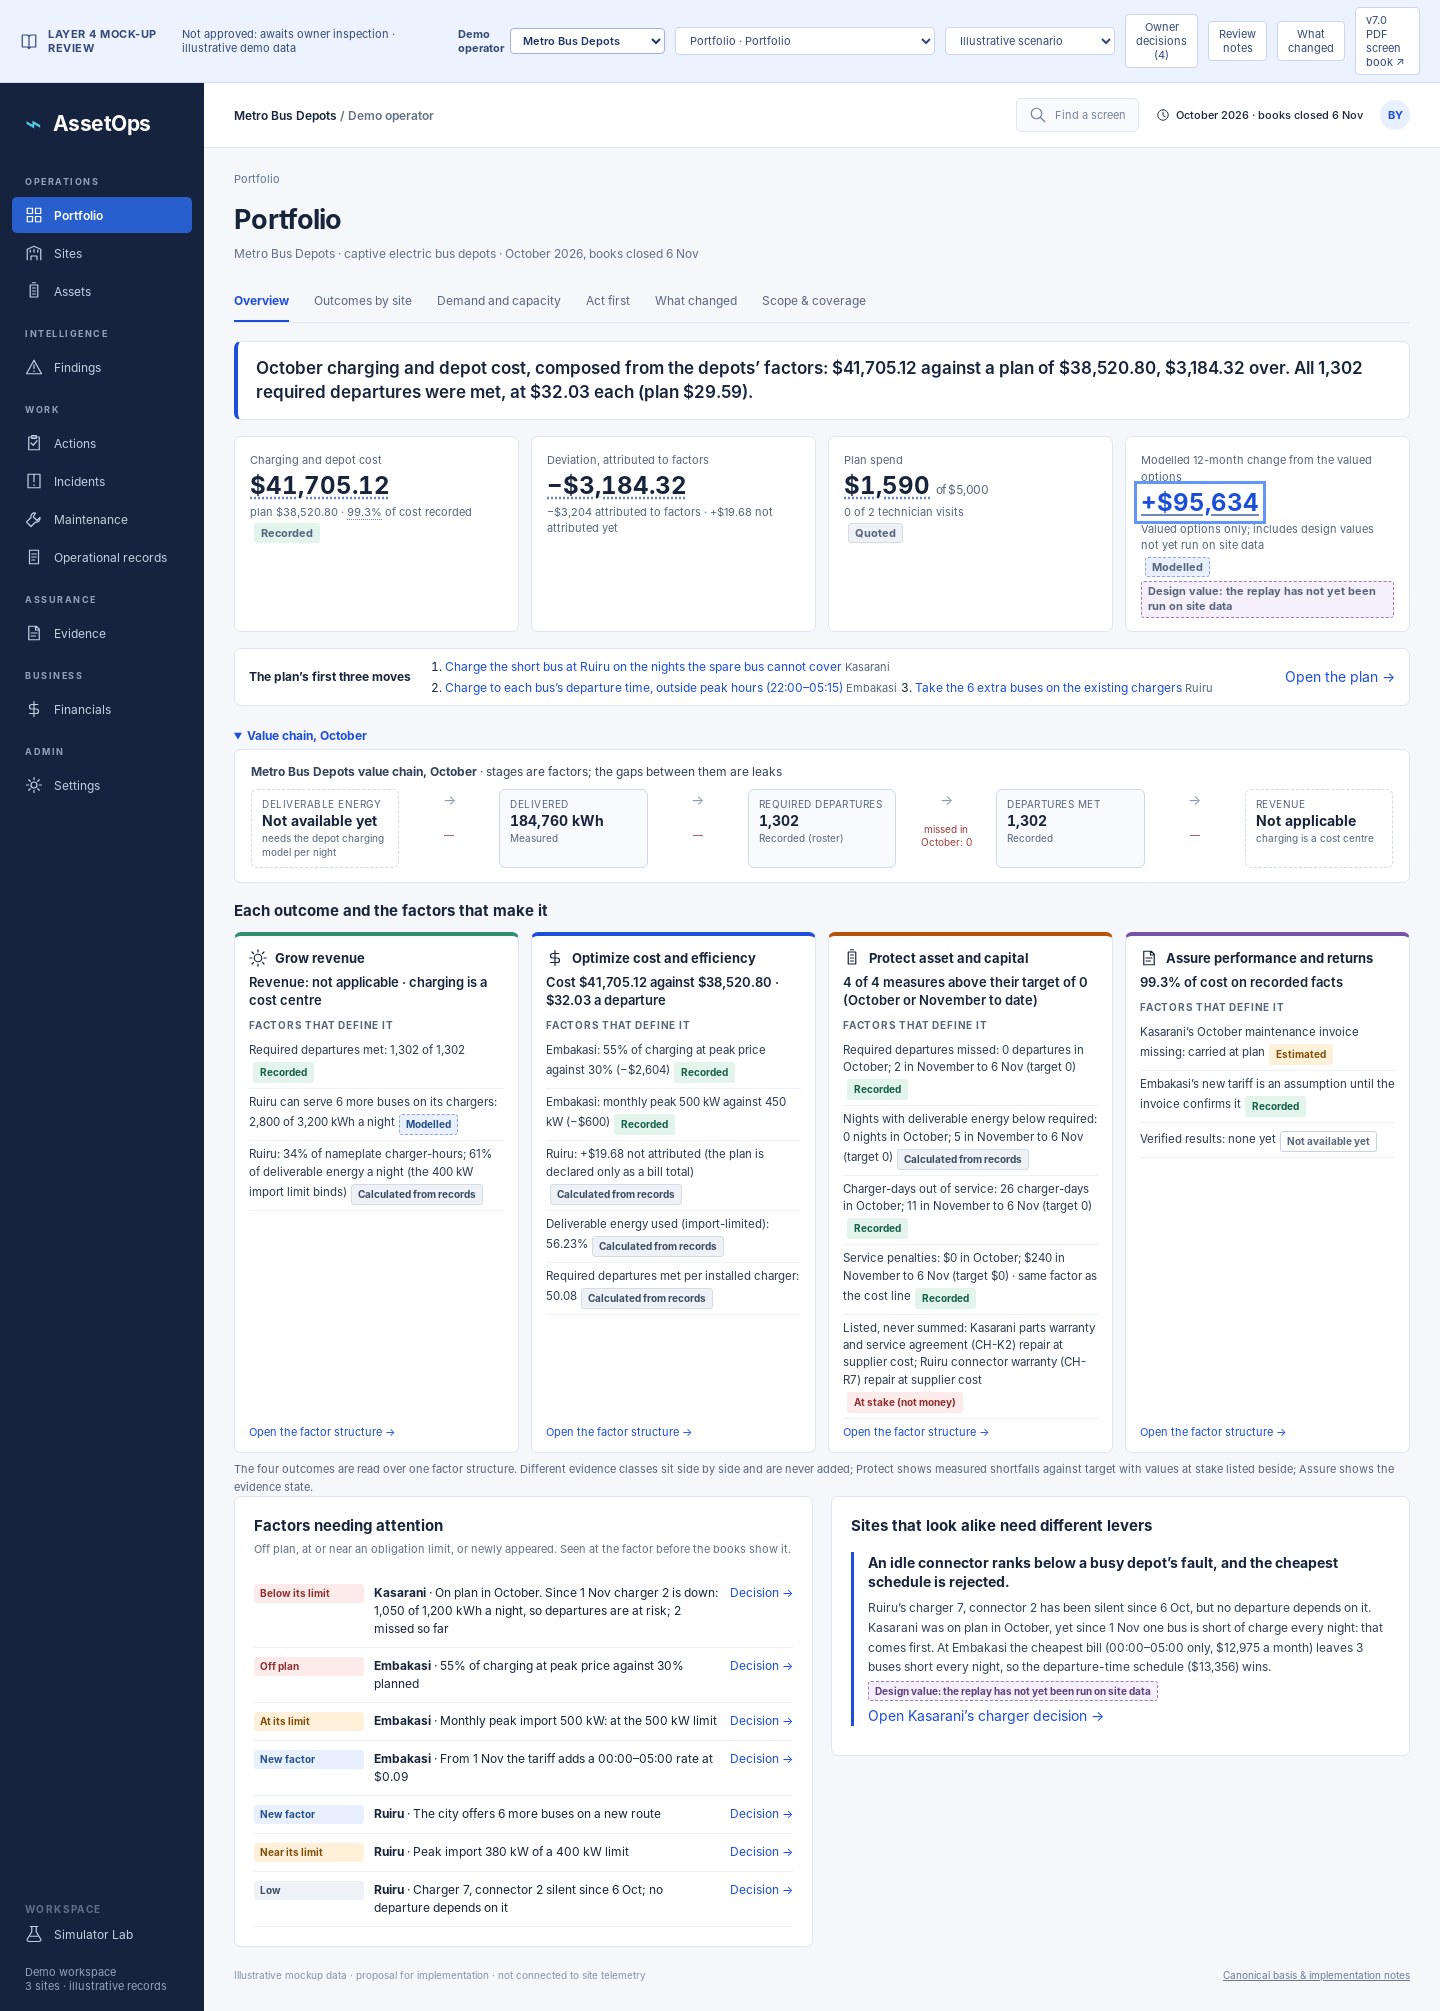 LAYER 4 MOCK-UP
REVIEW
Not approved: awaits owner inspection ·
illustrative demo data
Demo
operator
Metro Bus Depots
Portfolio · Portfolio
Illustrative scenario
Owner
decisions
(4)
Review
notes
What
changed
v7.0
PDF
screen
book ↗
AssetOps
Metro Bus Depots / Demo operator
Find a screen
October 2026 · books closed 6 Nov
BY
OPERATIONS
Portfolio
Sites
Assets
INTELLIGENCE
Findings
WORK
Actions
Incidents
Maintenance
Operational records
ASSURANCE
Evidence
BUSINESS
Financials
ADMIN
Settings
WORKSPACE
Simulator Lab
Demo workspace
3 sites · illustrative records
Portfolio
Portfolio
Metro Bus Depots · captive electric bus depots · October 2026, books closed 6 Nov
Overview
Outcomes by site
Demand and capacity
Act first
What changed
Scope & coverage
October charging and depot cost, composed from the depots’ factors: $41,705.12 against a plan of $38,520.80, $3,184.32 over. All 1,302
required departures were met, at $32.03 each (plan $29.59).
Charging and depot cost
$41,705.12
plan $38,520.80 · 99.3% of cost recorded
Recorded
Deviation, attributed to factors
−$3,184.32
−$3,204 attributed to factors · +$19.68 not
attributed yet
Plan spend
$1,590 of $5,000
0 of 2 technician visits
Quoted
Modelled 12-month change from the valued
options
+$95,634
Valued options only; includes design values
not yet run on site data
Modelled
Design value: the replay has not yet been
run on site data
The plan’s first three moves
1. Charge the short bus at Ruiru on the nights the spare bus cannot cover Kasarani
2. Charge to each bus’s departure time, outside peak hours (22:00–05:15) Embakasi 3. Take the 6 extra buses on the existing chargers Ruiru
Open the plan →
▼ Value chain, October
Metro Bus Depots value chain, October · stages are factors; the gaps between them are leaks
DELIVERABLE ENERGY
Not available yet
needs the depot charging
model per night
→
—
DELIVERED
184,760 kWh
Measured
→
—
REQUIRED DEPARTURES
1,302
Recorded (roster)
→
missed in
October: 0
DEPARTURES MET
1,302
Recorded
→
—
REVENUE
Not applicable
charging is a cost centre
Each outcome and the factors that make it
Grow revenue
Revenue: not applicable · charging is a
cost centre
FACTORS THAT DEFINE IT
Required departures met: 1,302 of 1,302
Recorded
Ruiru can serve 6 more buses on its chargers:
2,800 of 3,200 kWh a night Modelled
Ruiru: 34% of nameplate charger-hours; 61%
of deliverable energy a night (the 400 kW
import limit binds) Calculated from records
Open the factor structure →
Optimize cost and efficiency
Cost $41,705.12 against $38,520.80 ·
$32.03 a departure
FACTORS THAT DEFINE IT
Embakasi: 55% of charging at peak price
against 30% (−$2,604) Recorded
Embakasi: monthly peak 500 kW against 450
kW (−$600) Recorded
Ruiru: +$19.68 not attributed (the plan is
declared only as a bill total)
Calculated from records
Deliverable energy used (import-limited):
56.23% Calculated from records
Required departures met per installed charger:
50.08 Calculated from records
Open the factor structure →
Protect asset and capital
4 of 4 measures above their target of 0
(October or November to date)
FACTORS THAT DEFINE IT
Required departures missed: 0 departures in
October; 2 in November to 6 Nov (target 0)
Recorded
Nights with deliverable energy below required:
0 nights in October; 5 in November to 6 Nov
(target 0) Calculated from records
Charger-days out of service: 26 charger-days
in October; 11 in November to 6 Nov (target 0)
Recorded
Service penalties: $0 in October; $240 in
November to 6 Nov (target $0) · same factor as
the cost line Recorded
Listed, never summed: Kasarani parts warranty
and service agreement (CH-K2) repair at
supplier cost; Ruiru connector warranty (CH-
R7) repair at supplier cost
At stake (not money)
Open the factor structure →
Assure performance and returns
99.3% of cost on recorded facts
FACTORS THAT DEFINE IT
Kasarani’s October maintenance invoice
missing: carried at plan Estimated
Embakasi’s new tariff is an assumption until the
invoice confirms it Recorded
Verified results: none yet Not available yet
Open the factor structure →
The four outcomes are read over one factor structure. Different evidence classes sit side by side and are never added; Protect shows measured shortfalls against target with values at stake listed beside; Assure shows the
evidence state.
Factors needing attention
Off plan, at or near an obligation limit, or newly appeared. Seen at the factor before the books show it.
Below its limit
Kasarani · On plan in October. Since 1 Nov charger 2 is down:
1,050 of 1,200 kWh a night, so departures are at risk; 2
missed so far
Decision →
Off plan
Embakasi · 55% of charging at peak price against 30%
planned
Decision →
At its limit
Embakasi · Monthly peak import 500 kW: at the 500 kW limit
Decision →
New factor
Embakasi · From 1 Nov the tariff adds a 00:00–05:00 rate at
$0.09
Decision →
New factor
Ruiru · The city offers 6 more buses on a new route
Decision →
Near its limit
Ruiru · Peak import 380 kW of a 400 kW limit
Decision →
Low
Ruiru · Charger 7, connector 2 silent since 6 Oct; no
departure depends on it
Decision →
Sites that look alike need different levers
An idle connector ranks below a busy depot’s fault, and the cheapest
schedule is rejected.
Ruiru’s charger 7, connector 2 has been silent since 6 Oct, but no departure depends on it.
Kasarani was on plan in October, yet since 1 Nov one bus is short of charge every night: that
comes first. At Embakasi the cheapest bill (00:00–05:00 only, $12,975 a month) leaves 3
buses short every night, so the departure-time schedule ($13,356) wins.
Design value: the replay has not yet been run on site data
Open Kasarani’s charger decision →
Illustrative mockup data · proposal for implementation · not connected to site telemetry
Canonical basis & implementation notes